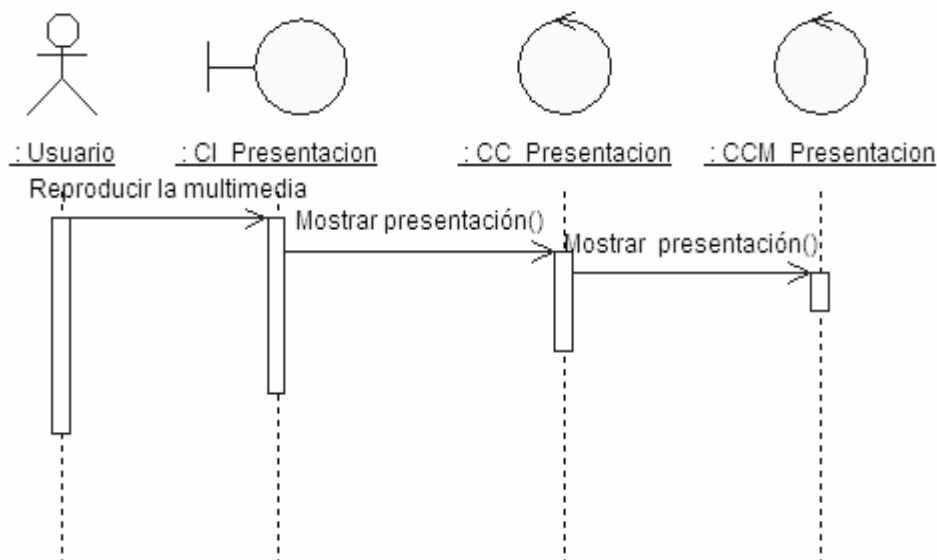 : Usuario
: CI_Presentacion
: CC_Presentacion
: CCM_Presentacion
Reproducir la multimedia
Mostrar presentación()
Mostrar presentación()